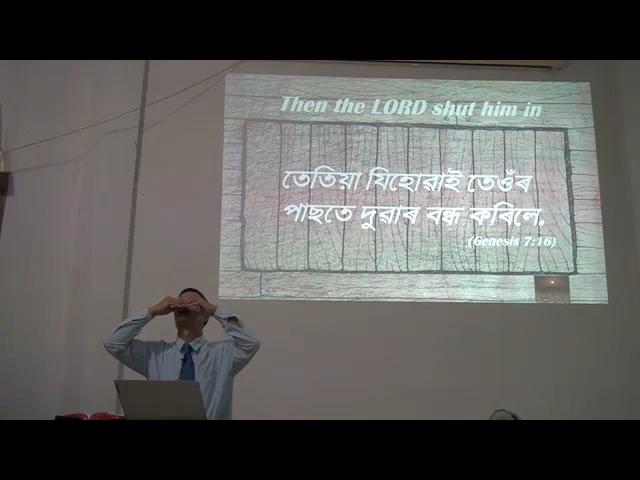 Then the LORD shut him in
তেতিয়া যিহোৱাই তেওঁৰ
পাছতে দুৱাৰ বন্ধ কৰিলে.
(Genesis 7:16)